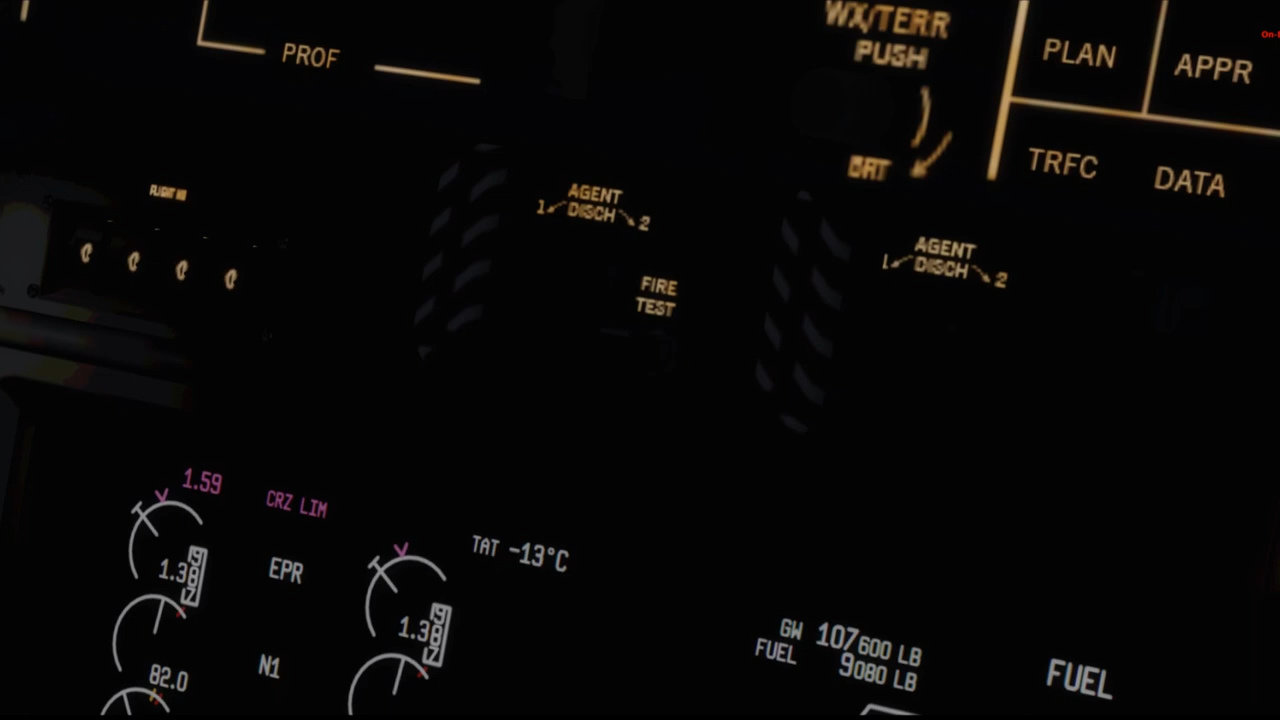 WX/TERR
PUSH
PROF
PLAN
APPR
BRT
TRFC
DATA
AGENT
1 DISCH 2
AGENT
1 DISCH 2
FIRE
TEST
1.59
CRZ LIM
TAT -13°C
1.38
EPR
1.38
GW 107600 LB
FUEL 9080 LB
FUEL
82.0
N1